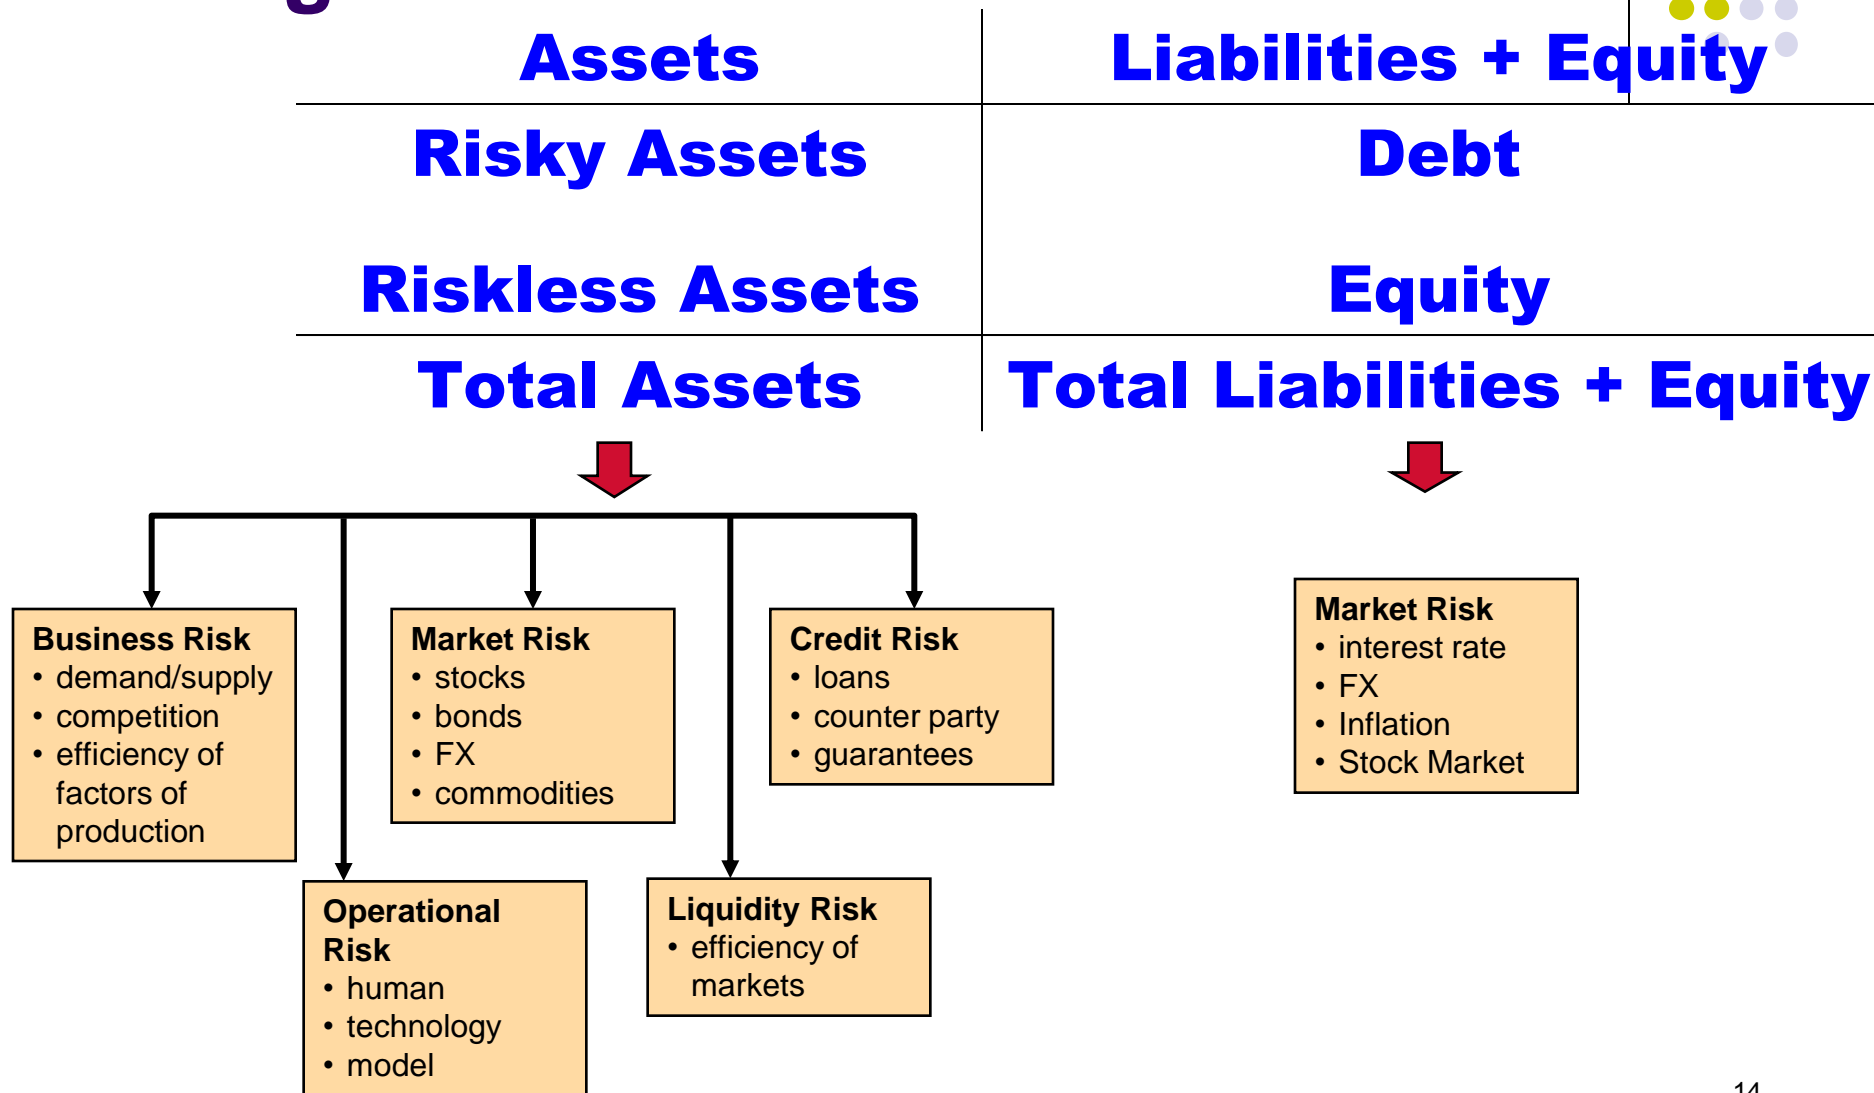 Assets
Liabilities + Equity
Risky Assets
Debt
Riskless Assets
Equity
Total Assets
Total Liabilities + Equity
Business Risk
• demand/supply
• competition
• efficiency of
factors of
production
Market Risk
• stocks
• bonds
• FX
• commodities
Credit Risk
• loans
• counter party
• guarantees
Market Risk
• interest rate
• FX
• Inflation
• Stock Market
Operational
Risk
• human
• technology
• model
Liquidity Risk
• efficiency of
markets
14